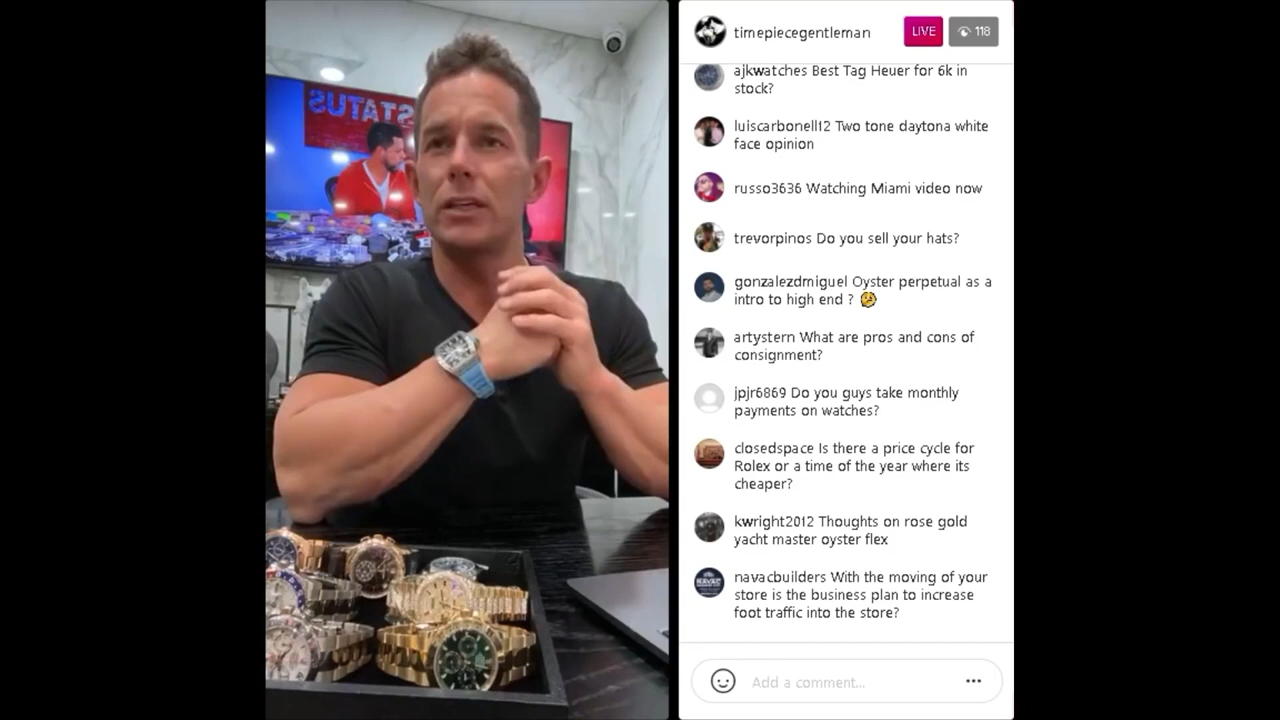 STATUS
timepiecegentleman
LIVE
118
ajkwatches Best Tag Heuer for 6k in
stock?
luiscarbonell12 Two tone daytona white
face opinion
russo3636 Watching Miami video now
trevorpinos Do you sell your hats?
gonzalezdmiguel Oyster perpetual as a
intro to high end ? 🤔
artystern What are pros and cons of
consignment?
jpjr6869 Do you guys take monthly
payments on watches?
closedspace Is there a price cycle for
Rolex or a time of the year where its
cheaper?
kwright2012 Thoughts on rose gold
yacht master oyster flex
navacbuilders With the moving of your
store is the business plan to increase
foot traffic into the store?
Add a comment...